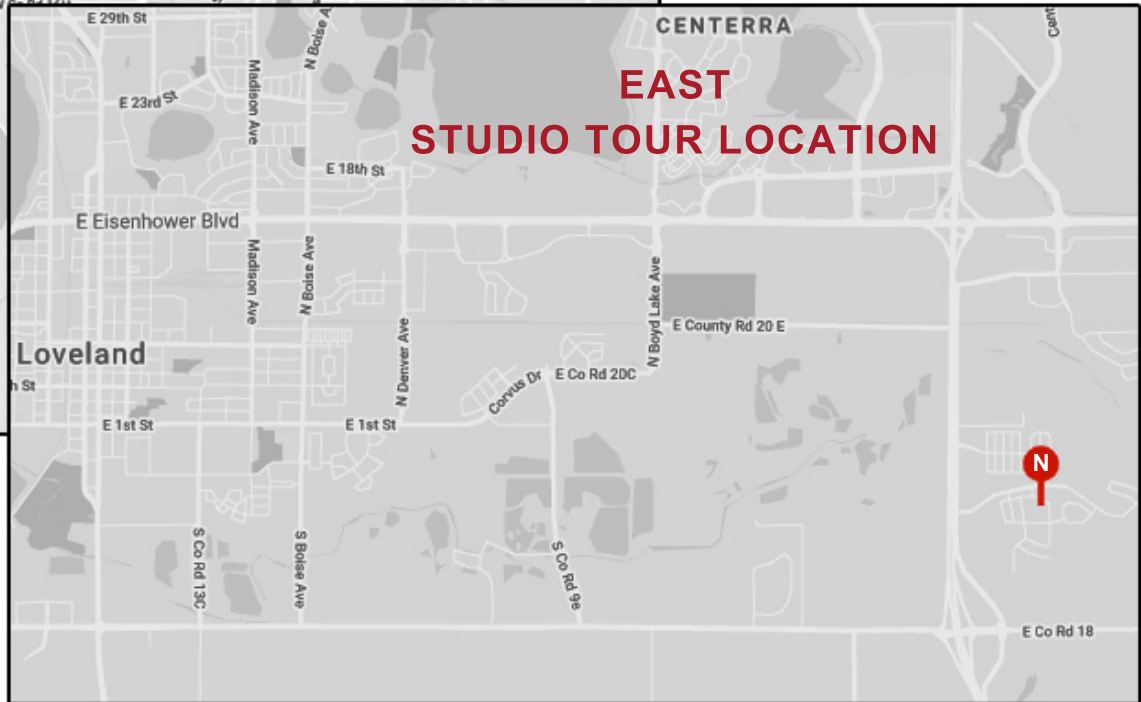 E 29th St
N Boise A
CENTERRA
Cent
EAST
STUDIO TOUR LOCATION
E 23rd St
Madison Ave
E 18th St
E Eisenhower Blvd
Madison Ave
N Boise Ave
N Boyd Lake Ave
E County Rd 20 E
Loveland
N Denver Ave
h St
Corvus Dr
E Co Rd 20C
E 1st St
E 1st St
N
S Co Rd 13C
S Boise Ave
S Co Rd 9e
E Co Rd 18